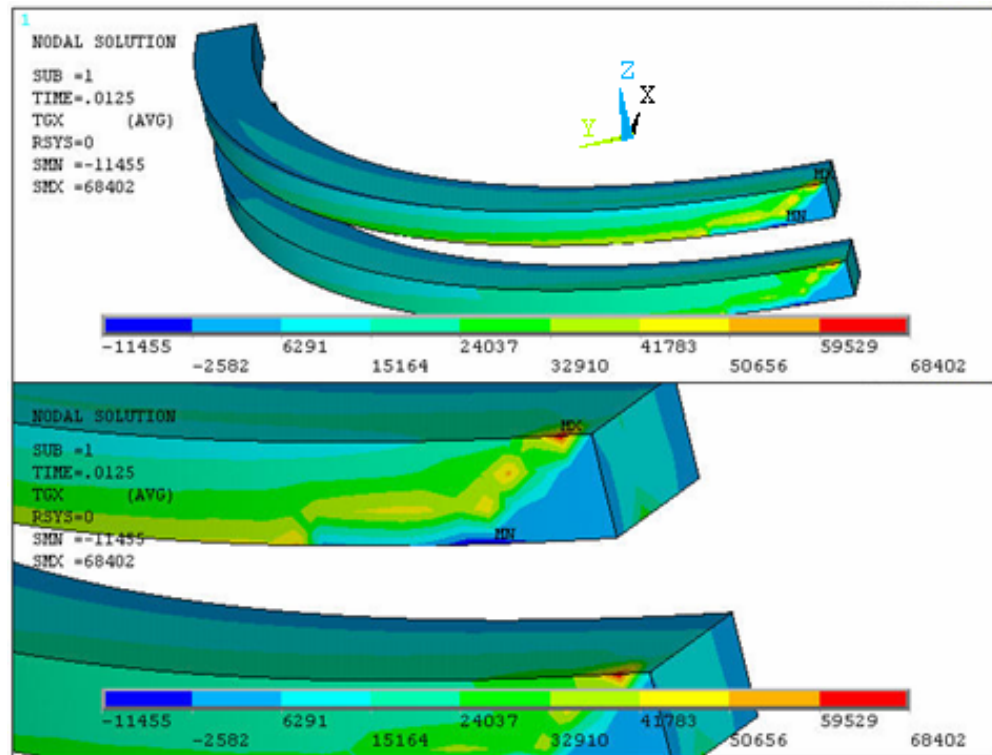 1
NODAL SOLUTION
SUB =1
TIME=.0125
TGX (AVG)
RSYS=0
SMN =-11455
SMX =68402
Z
X
Y
MX
MN
-11455 6291 24037 41783 59529
-2582 15164 32910 50656 68402
NODAL SOLUTION
SUB =1
TIME=.0125
TGX (AVG)
RSYS=0
SMN =-11455
SMX =68402
MX
MN
-11455 6291 24037 41783 59529
-2582 15164 32910 50656 68402